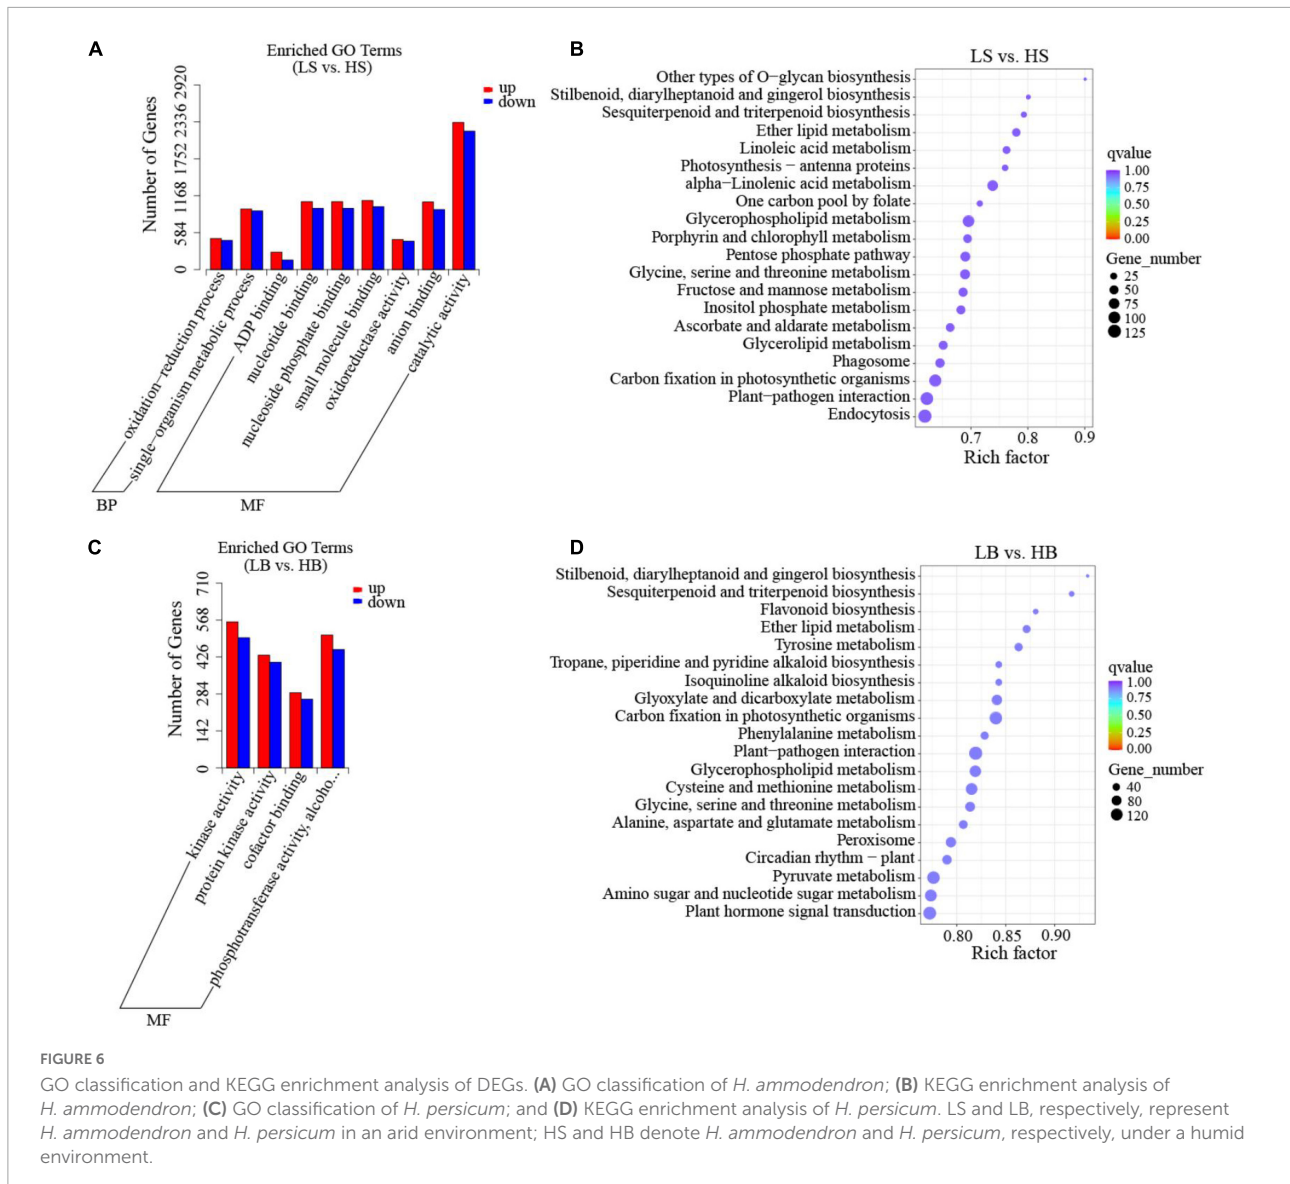 A
Enriched GO Terms
(LS vs. HS)
up
down
Number of Genes
0
584
1168
1752
2336
2920
oxidation−reduction process
single−organism metabolic process
ADP binding
nucleotide binding
nucleoside phosphate binding
small molecule binding
oxidoreductase activity
anion binding
catalytic activity
BP
MF
B
LS vs. HS
Other types of O−glycan biosynthesis
Stilbenoid, diarylheptanoid and gingerol biosynthesis
Sesquiterpenoid and triterpenoid biosynthesis
Ether lipid metabolism
Linoleic acid metabolism
Photosynthesis − antenna proteins
alpha−Linolenic acid metabolism
One carbon pool by folate
Glycerophospholipid metabolism
Porphyrin and chlorophyll metabolism
Pentose phosphate pathway
Glycine, serine and threonine metabolism
Fructose and mannose metabolism
Inositol phosphate metabolism
Ascorbate and aldarate metabolism
Glycerolipid metabolism
Phagosome
Carbon fixation in photosynthetic organisms
Plant−pathogen interaction
Endocytosis
0.7 0.8 0.9
Rich factor
qvalue
1.00
0.75
0.50
0.25
0.00
Gene_number
25
50
75
100
125
C
Enriched GO Terms
(LB vs. HB)
up
down
Number of Genes
0
142
284
426
568
710
kinase activity
protein kinase activity
cofactor binding
phosphotransferase activity, alcoho...
MF
D
LB vs. HB
Stilbenoid, diarylheptanoid and gingerol biosynthesis
Sesquiterpenoid and triterpenoid biosynthesis
Flavonoid biosynthesis
Ether lipid metabolism
Tyrosine metabolism
Tropane, piperidine and pyridine alkaloid biosynthesis
Isoquinoline alkaloid biosynthesis
Glyoxylate and dicarboxylate metabolism
Carbon fixation in photosynthetic organisms
Phenylalanine metabolism
Plant−pathogen interaction
Glycerophospholipid metabolism
Cysteine and methionine metabolism
Glycine, serine and threonine metabolism
Alanine, aspartate and glutamate metabolism
Peroxisome
Circadian rhythm − plant
Pyruvate metabolism
Amino sugar and nucleotide sugar metabolism
Plant hormone signal transduction
0.80 0.85 0.90
Rich factor
qvalue
1.00
0.75
0.50
0.25
0.00
Gene_number
40
80
120
FIGURE 6
GO classification and KEGG enrichment analysis of DEGs. (A) GO classification of H. ammodendron; (B) KEGG enrichment analysis of
H. ammodendron; (C) GO classification of H. persicum; and (D) KEGG enrichment analysis of H. persicum. LS and LB, respectively, represent
H. ammodendron and H. persicum in an arid environment; HS and HB denote H. ammodendron and H. persicum, respectively, under a humid
environment.